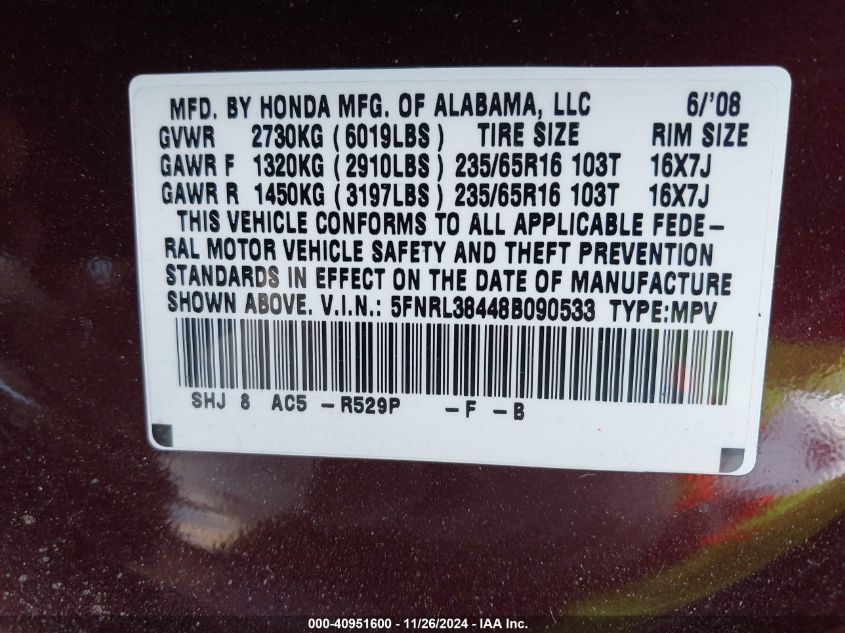 MFD. BY HONDA MFG. OF ALABAMA, LLC 6/'08
GVWR 2730KG (6019LBS) TIRE SIZE RIM SIZE
GAWR F 1320KG (2910LBS) 235/65R16 103T 16X7J
GAWR R 1450KG (3197LBS) 235/65R16 103T 16X7J
THIS VEHICLE CONFORMS TO ALL APPLICABLE FEDE-
RAL MOTOR VEHICLE SAFETY AND THEFT PREVENTION
STANDARDS IN EFFECT ON THE DATE OF MANUFACTURE
SHOWN ABOVE. V.I.N.: 5FNRL38448B090533 TYPE:MPV
SHJ 8 AC5 -R529P -F -B
000-40951600 - 11/26/2024 - IAA Inc.